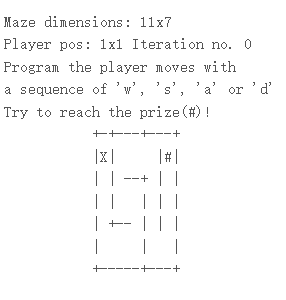 Maze dimensions: 11x7
Player pos: 1x1 Iteration no. 0
Program the player moves with
a sequence of 'w', 's', 'a' or 'd'
Try to reach the prize(#)!
+-+---+---+
|X|     |#|
| | --+ | |
| |   | | |
| +-- | | |
|     |   |
+-----+---+